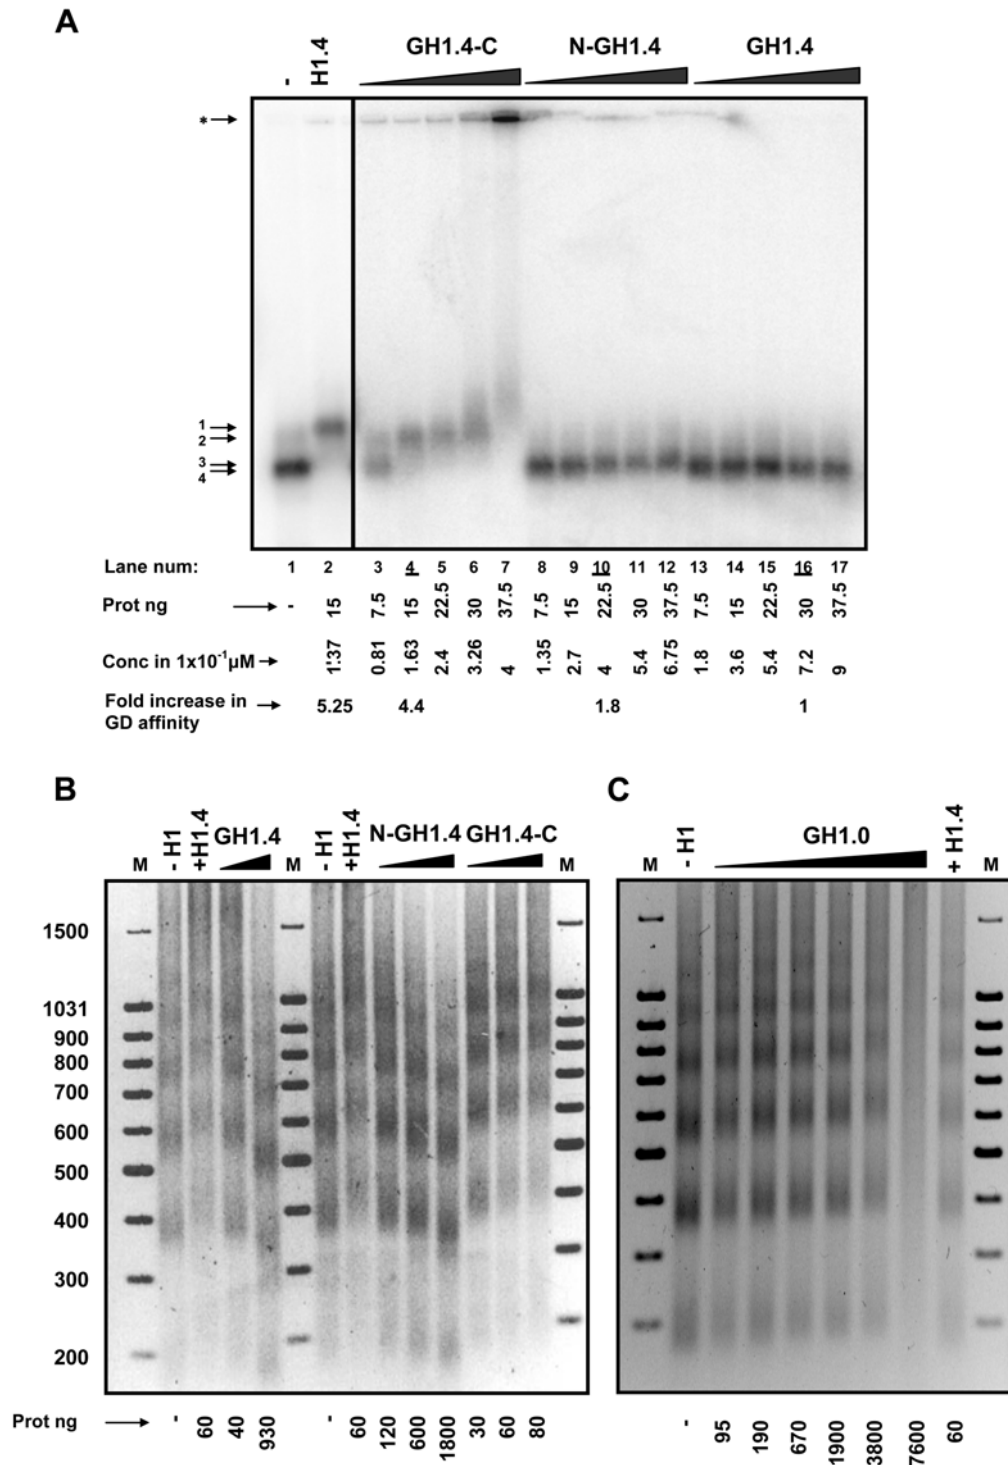 A
- H1.4 GH1.4-C N-GH1.4 GH1.4
*
1
2
3
4
Lane num: 1 2 3 4 5 6 7 8 9 10 11 12 13 14 15 16 17
Prot ng - 15 7.5 15 22.5 30 37.5 7.5 15 22.5 30 37.5 7.5 15 22.5 30 37.5
Conc in 1x10⁻¹µM 1.37 0.81 1.63 2.4 3.26 4 1.35 2.7 4 5.4 6.75 1.8 3.6 5.4 7.2 9
Fold increase in
GD affinity 5.25 4.4 1.8 1
B
M - H1 +H1.4 GH1.4 M - H1 +H1.4 N-GH1.4 GH1.4-C M
1500
1031
900
800
700
600
500
400
300
200
Prot ng - 60 40 930 - 60 120 600 1800 30 60 80
C
M - H1 GH1.0 + H1.4 M
- 95 190 670 1900 3800 7600 60